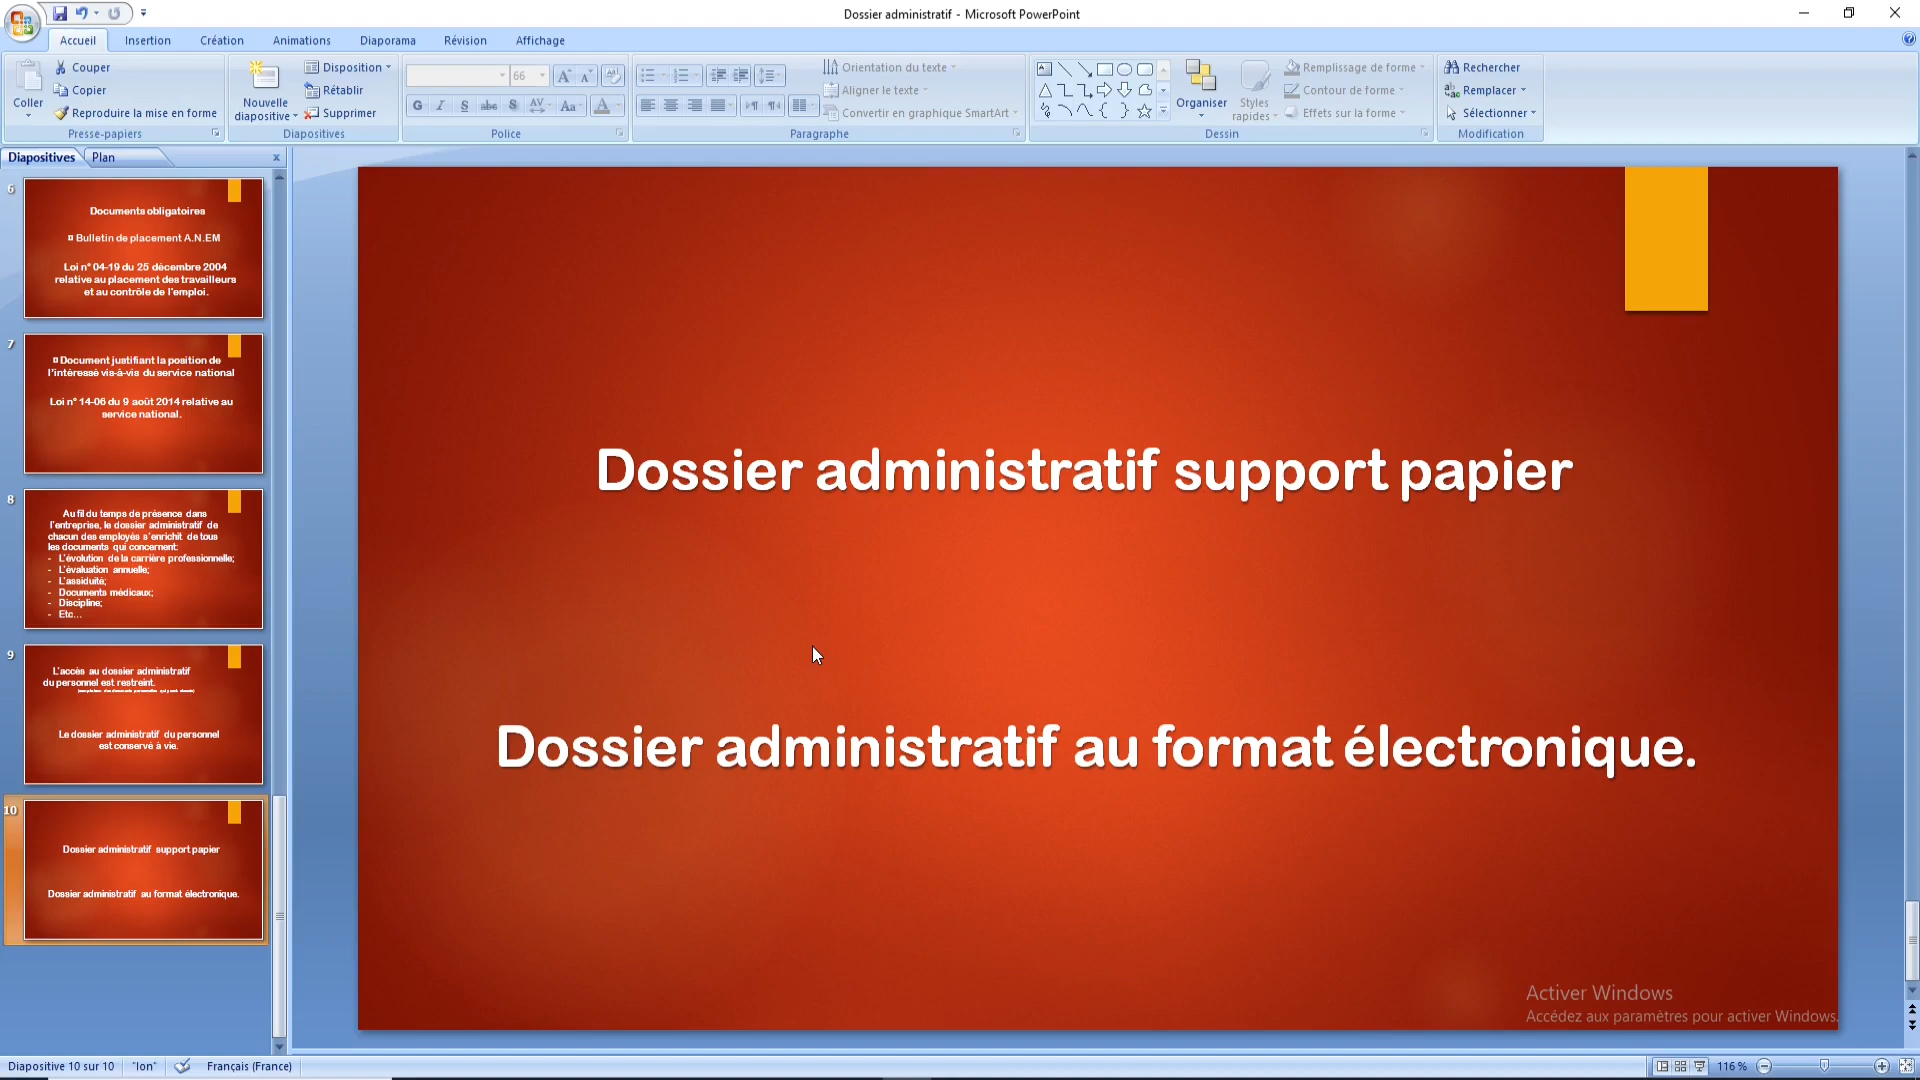 Dossier administratif - Microsoft PowerPoint
Accueil Insertion Création Animations Diaporama Révision Affichage
Coller
Couper
Copier
Reproduire la mise en forme
Presse-papiers
Nouvelle diapositive
Disposition
Rétablir
Supprimer
Diapositives
66
G I S abc S AV Aa A
Police
Orientation du texte
Aligner le texte
Convertir en graphique SmartArt
Paragraphe
Organiser
Styles rapides
Remplissage de forme
Contour de forme
Effets sur la forme
Dessin
Rechercher
Remplacer
Sélectionner
Modification
Diapositives Plan x
6
Documents obligatoires
¤ Bulletin de placement A.N.EM
Loi n° 04-19 du 25 décembre 2004
relative au placement des travailleurs
et au contrôle de l'emploi.
7
¤ Document justifiant la position de
l'intéressé vis-à-vis du service national
Loi n° 14-06 du 9 août 2014 relative au
service national.
8
Au fil du temps de présence dans
l'entreprise, le dossier administratif de
chacun des employés s'enrichit de tous
les documents qui concernent:
- L'évolution de la carrière professionnelle;
- L'évaluation annuelle;
- L'assiduité;
- Documents médicaux;
- Discipline;
- Etc...
9
L'accès au dossier administratif
du personnel est restreint.
Le dossier administratif du personnel
est conservé à vie.
10
Dossier administratif support papier
Dossier administratif au format électronique.
Dossier administratif support papier
Dossier administratif au format électronique.
Activer Windows
Accédez aux paramètres pour activer Windows.
Diapositive 10 sur 10 "Ion" Français (France) 116 %